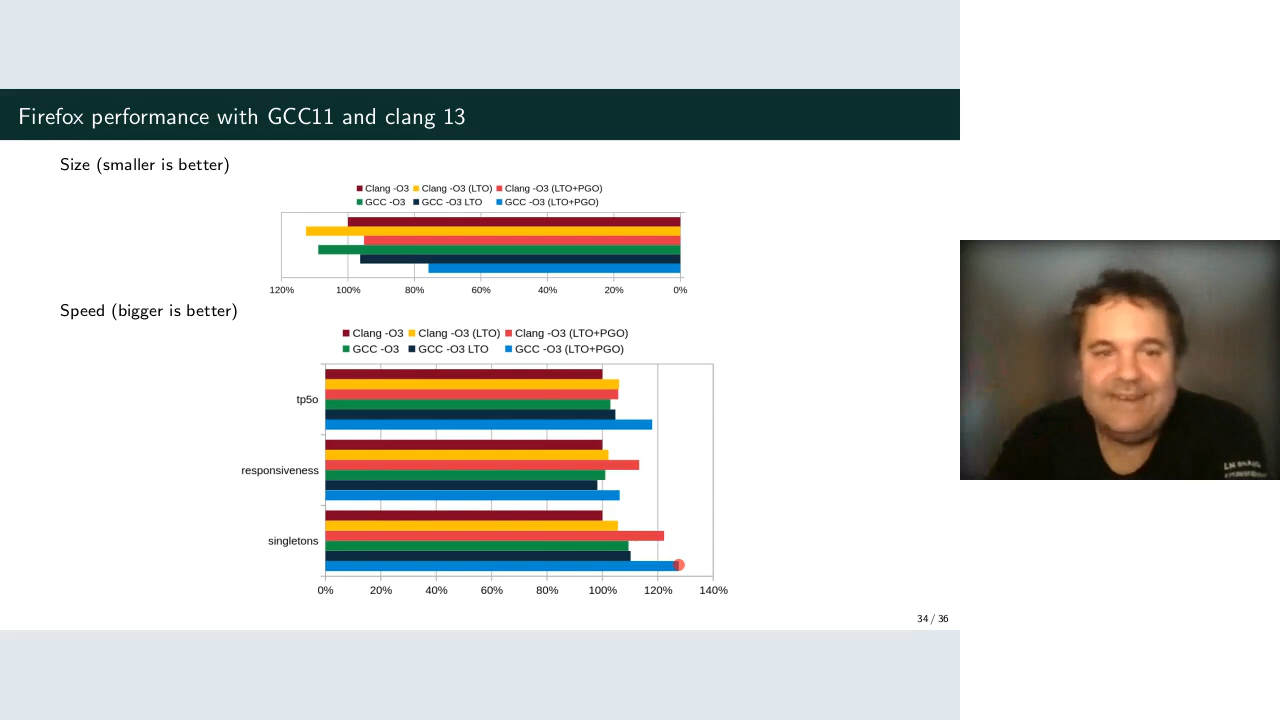 Firefox performance with GCC11 and clang 13
Size (smaller is better)
Clang -O3 Clang -O3 (LTO) Clang -O3 (LTO+PGO)
GCC -O3 GCC -O3 LTO GCC -O3 (LTO+PGO)
120% 100% 80% 60% 40% 20% 0%
Speed (bigger is better)
Clang -O3 Clang -O3 (LTO) Clang -O3 (LTO+PGO)
GCC -O3 GCC -O3 LTO GCC -O3 (LTO+PGO)
tp5o
responsiveness
singletons
0% 20% 40% 60% 80% 100% 120% 140%
34 / 36